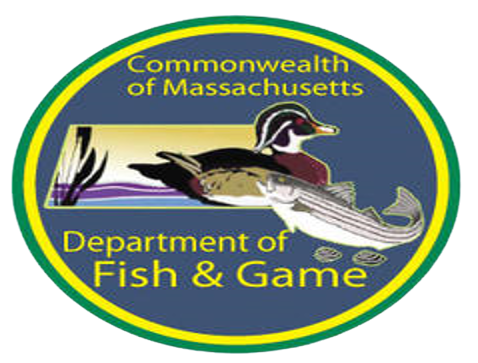 Commonwealth
of Massachusetts
Department of
Fish & Game